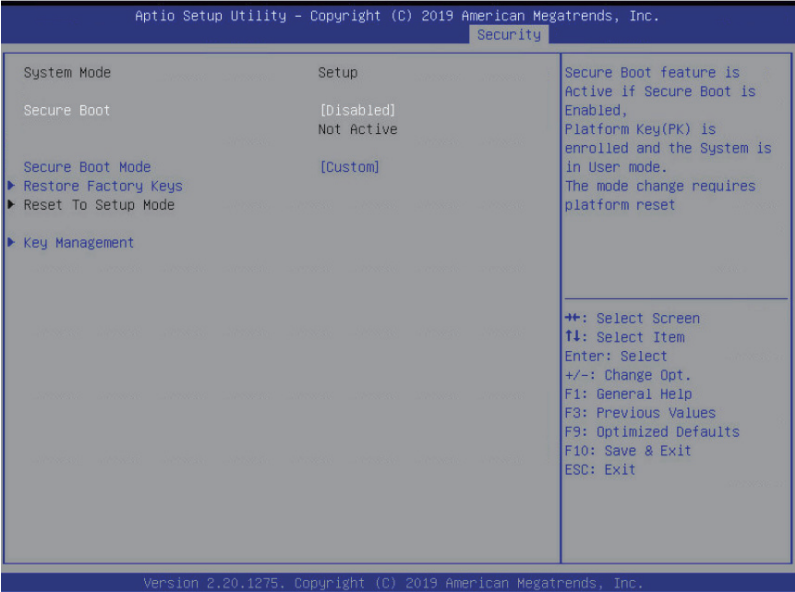 Aptio Setup Utility – Copyright (C) 2019 American Megatrends, Inc.
Security
System Mode Setup
Secure Boot [Disabled]
Not Active
Secure Boot Mode [Custom]
Restore Factory Keys
Reset To Setup Mode
Key Management
Secure Boot feature is
Active if Secure Boot is
Enabled,
Platform Key(PK) is
enrolled and the System is
in User mode.
The mode change requires
platform reset
→←: Select Screen
↑↓: Select Item
Enter: Select
+/-: Change Opt.
F1: General Help
F3: Previous Values
F9: Optimized Defaults
F10: Save & Exit
ESC: Exit
Version 2.20.1275. Copyright (C) 2019 American Megatrends, Inc.